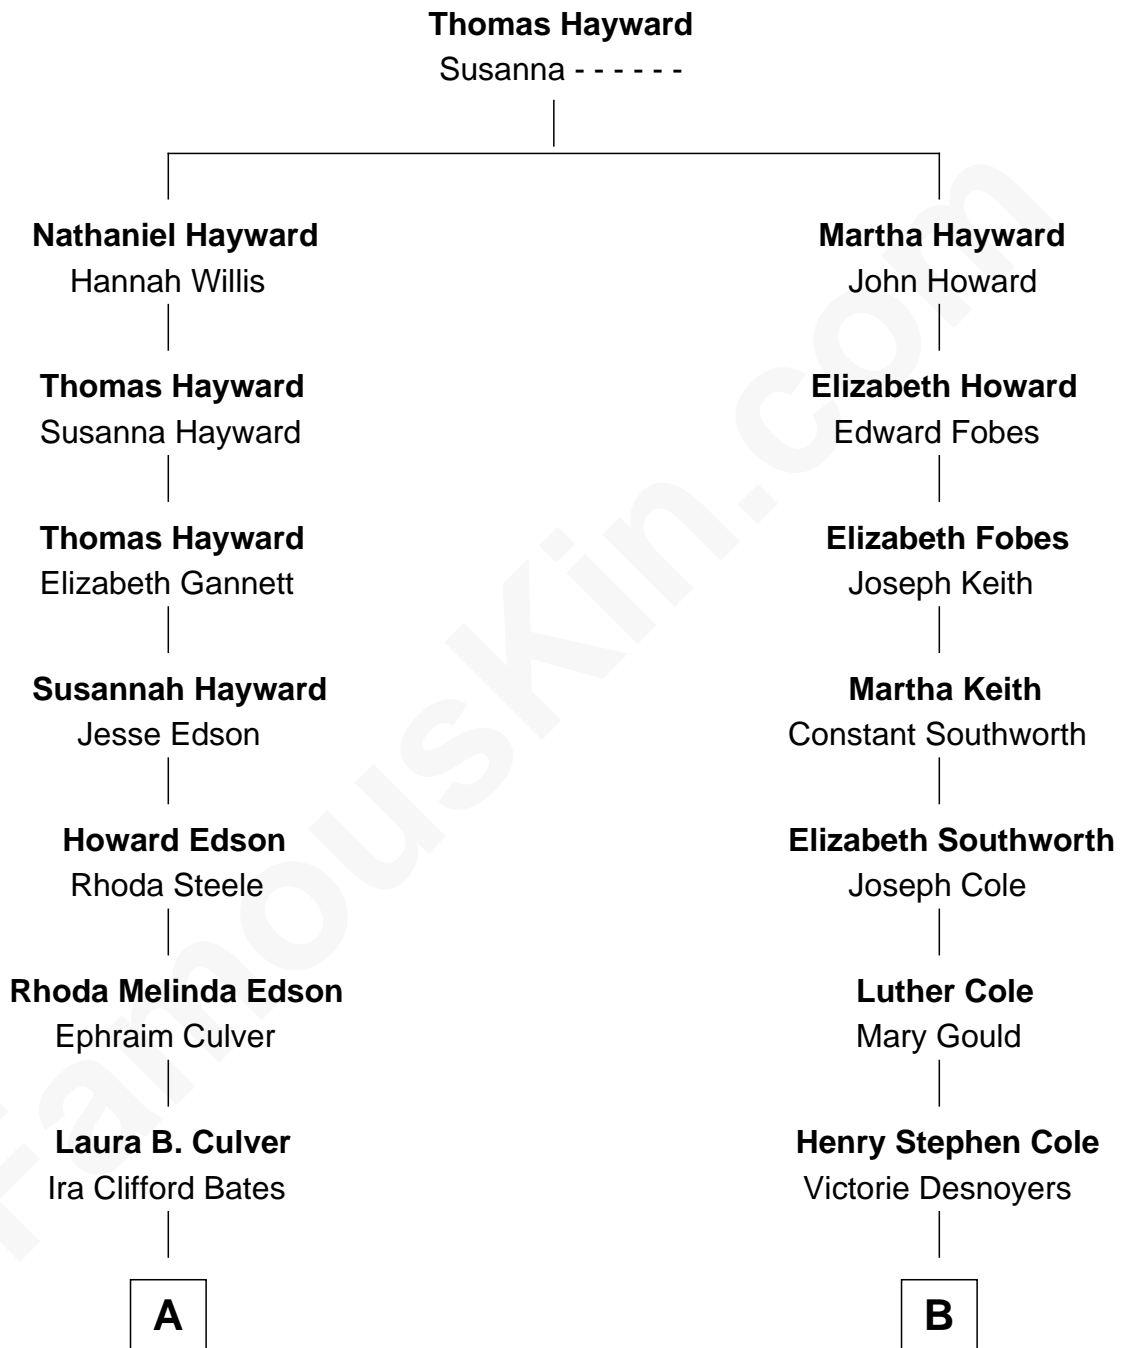 Thomas Hayward
Susanna - - - - - -
Nathaniel Hayward
Hannah Willis
Martha Hayward
John Howard
Thomas Hayward
Susanna Hayward
Elizabeth Howard
Edward Fobes
Thomas Hayward
Elizabeth Gannett
Elizabeth Fobes
Joseph Keith
Susannah Hayward
Jesse Edson
Martha Keith
Constant Southworth
Howard Edson
Rhoda Steele
Elizabeth Southworth
Joseph Cole
Rhoda Melinda Edson
Ephraim Culver
Luther Cole
Mary Gould
Laura B. Culver
Ira Clifford Bates
Henry Stephen Cole
Victorie Desnoyers
A
B
FamousKin.com